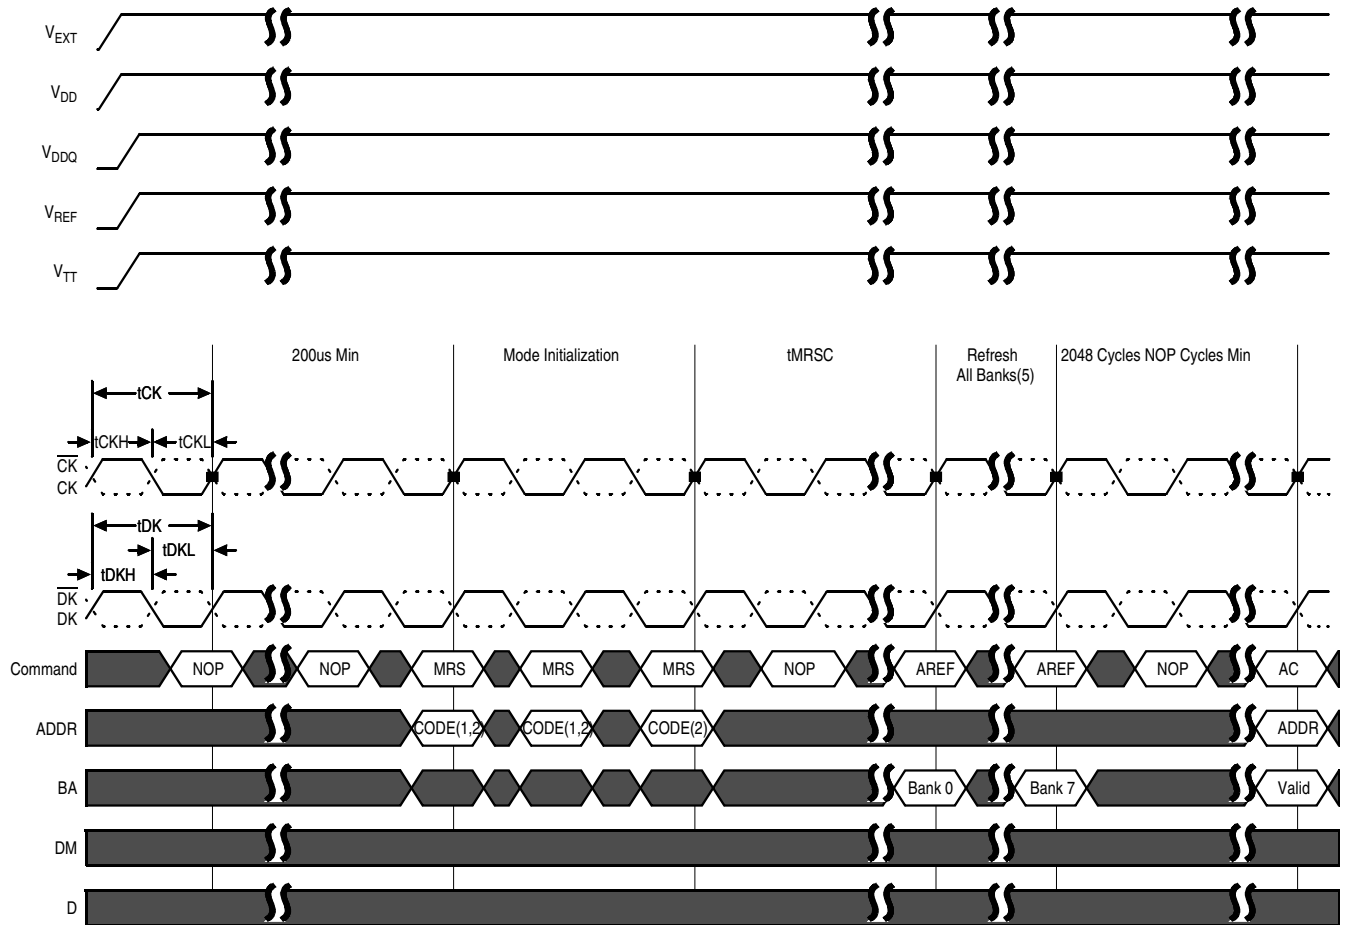 VEXT
VDD
VDDQ
VREF
VTT
200us Min Mode Initialization tMRSC Refresh All Banks(5) 2048 Cycles NOP Cycles Min
tCK
tCKH tCKL
CK
CK
tDK
tDKL
tDKH
DK
DK
Command NOP NOP MRS MRS MRS NOP AREF AREF NOP AC
ADDR CODE(1,2) CODE(1,2) CODE(2) ADDR
BA Bank 0 Bank 7 Valid
DM
D